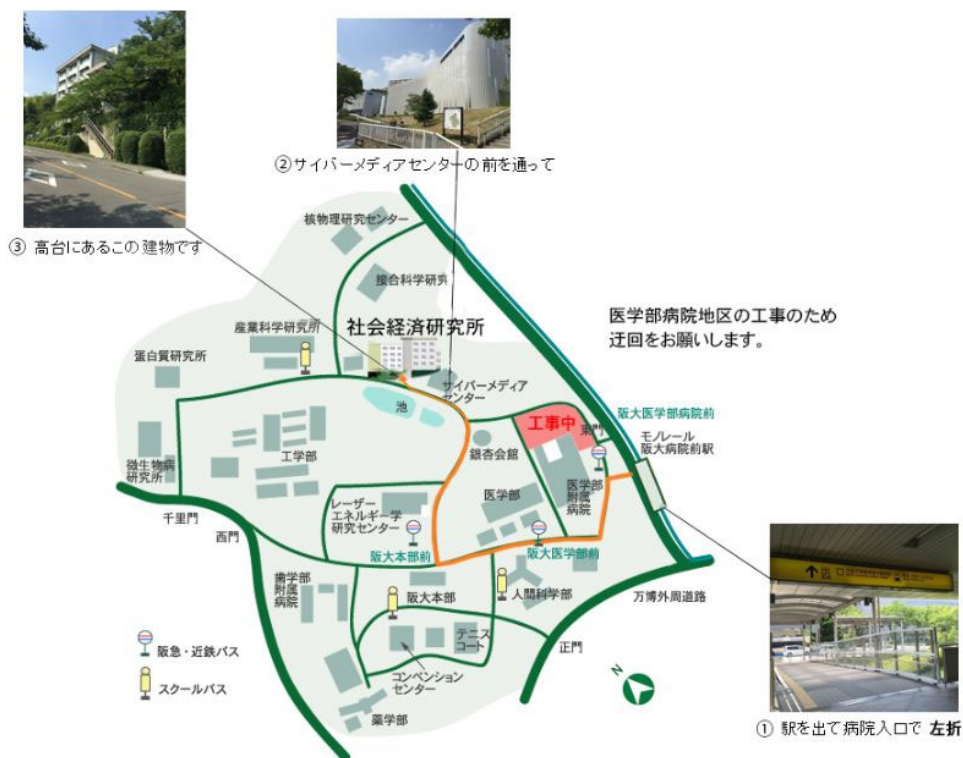 ②サイバーメディアセンターの前を通って
③ 高台にあるこの建物です
核物理研究センター
接合科学研究
産業科学研究所
社会経済研究所
医学部病院地区の工事のため
迂回をお願いします。
蛋白質研究所
サイバーメディア
センター
池
工事中
東門
阪大医学部病院前
モノレール
阪大病院前駅
工学部
銀杏会館
微生物病
研究所
医学部
医学部
附属
病院
レーザー
エネルギー学
研究センター
千里門
西門
阪大本部前
阪大医学部前
歯学部
附属
病院
阪大本部
人間科学部
万博外周道路
テニス
コート
正門
阪急・近鉄バス
スクールバス
コンベンション
センター
薬学部
N
① 駅を出て病院入口で 左折